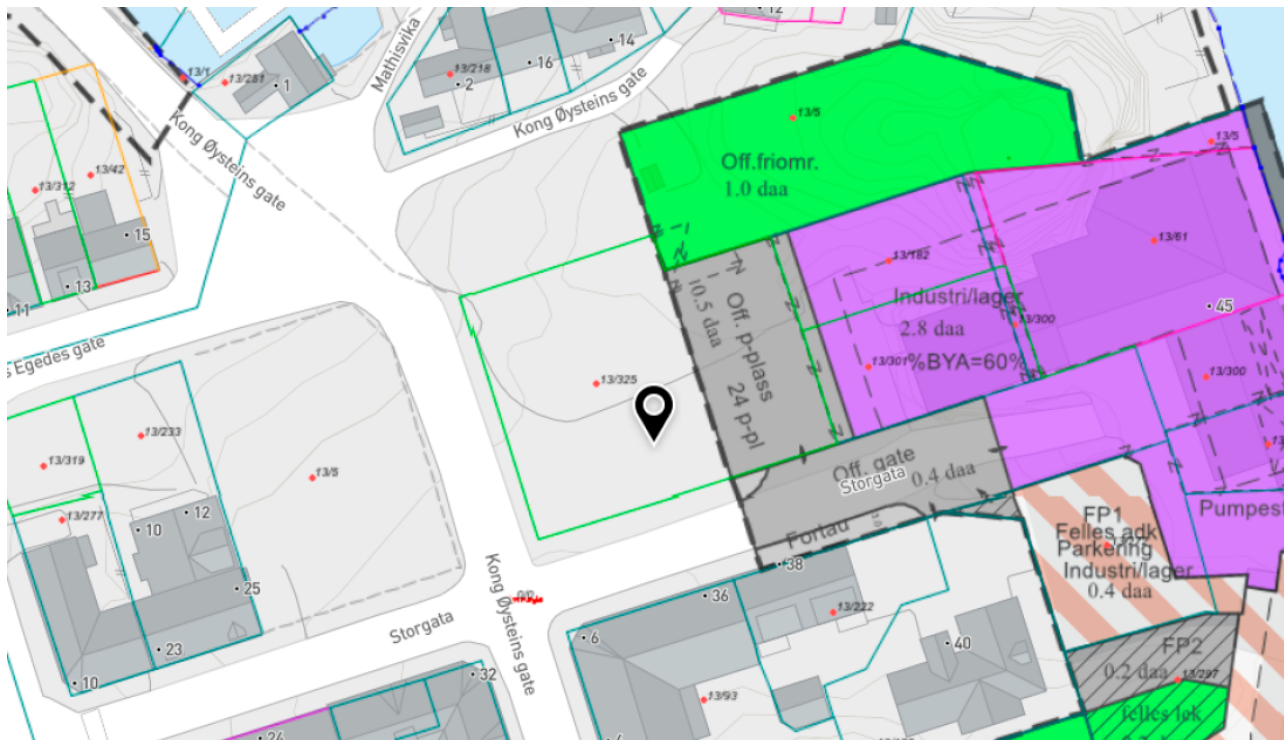 12
14
16
2
13/218
Mathisvika
13/1
1
Kong Øysteins gate
Kong Øysteins gate
13/5
13/42
13/312
15
13
11
Off.friomr.
1.0 daa
13/5
13/61
13/182
Industri/lager
2.8 daa
13/300
45
13/301
%BYA=60%
13/300
Off. p-plass
24 p-pl
0.5 daa
13/325
s Egedes gate
13/233
13/319
13/5
13/277
10
12
25
23
10
Off. gate
Storgata
0.4 daa
Fortau
FP1
Felles adk
Parkering
Industri/lager
0.4 daa
Pumpest
38
36
13/222
6
40
FP2
0.2 daa
13/297
felles lek
Kong Øysteins gate
Storgata
32
13/93